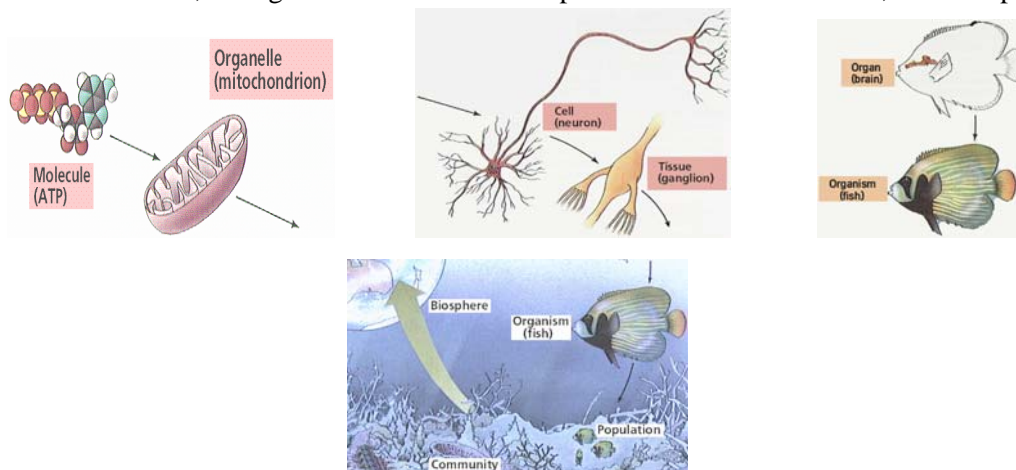 Organelle
(mitochondrion)
Molecule
(ATP)
Cell
(neuron)
Tissue
(ganglion)
Organ
(brain)
Organism
(fish)
Biosphere
Organism
(fish)
Population
Community